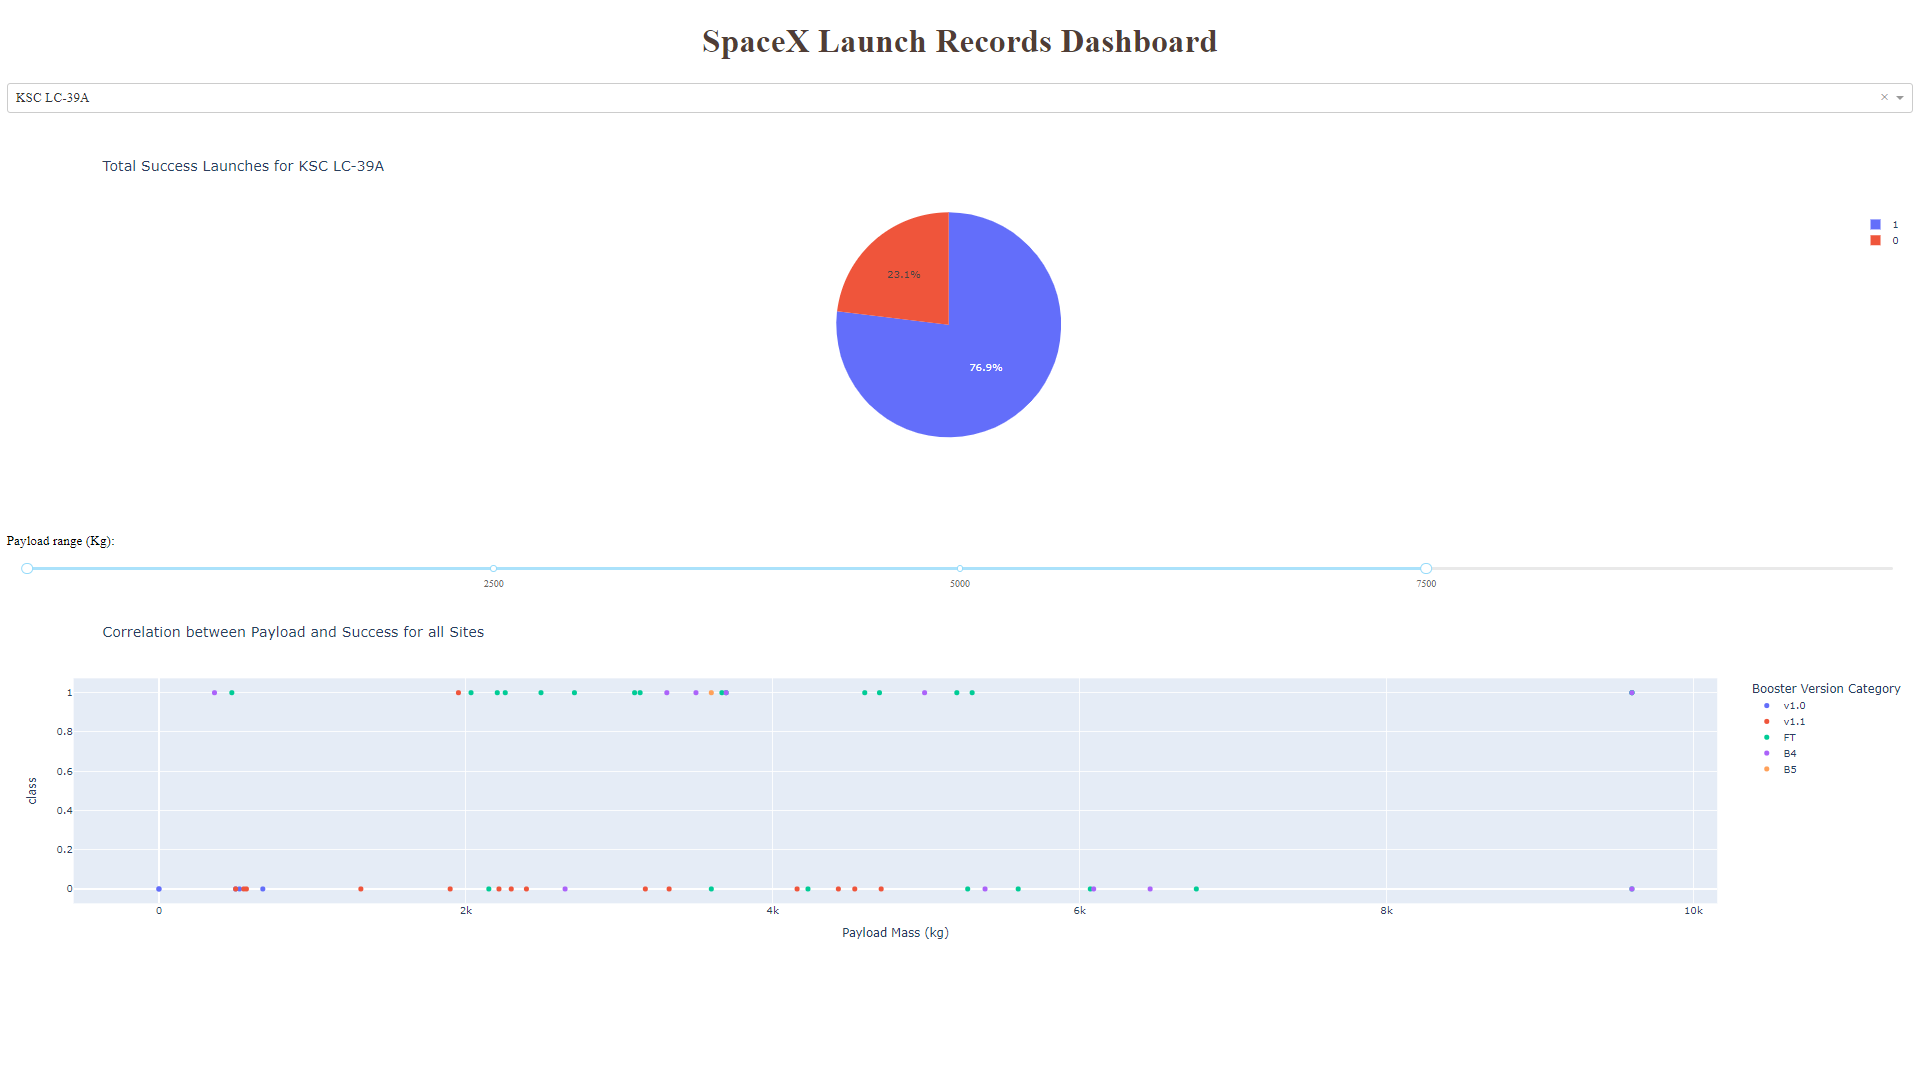 SpaceX Launch Records Dashboard
KSC LC-39A
×
Total Success Launches for KSC LC-39A
1
0
23.1%
76.9%
Payload range (Kg):
2500 5000 7500
Correlation between Payload and Success for all Sites
Booster Version Category
v1.0
v1.1
FT
B4
B5
class
1
0.8
0.6
0.4
0.2
0
0 2k 4k 6k 8k 10k
Payload Mass (kg)